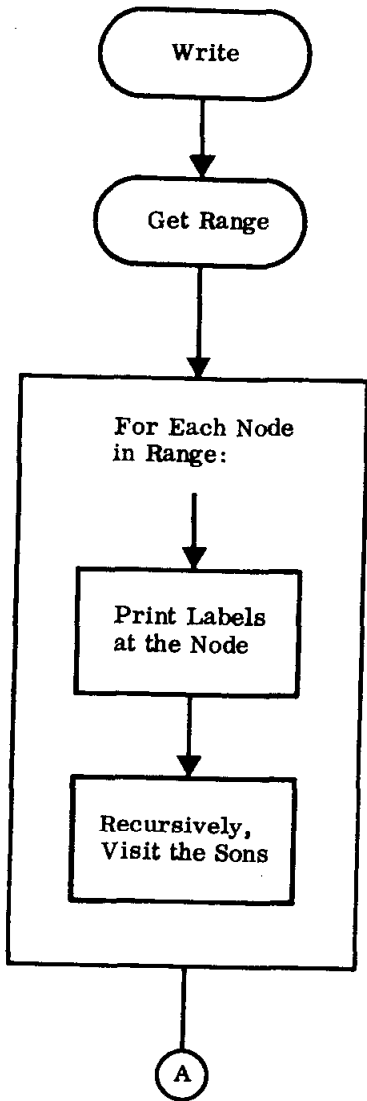 Write
Get Range
For Each Node
in Range:
Print Labels
at the Node
Recursively,
Visit the Sons
A